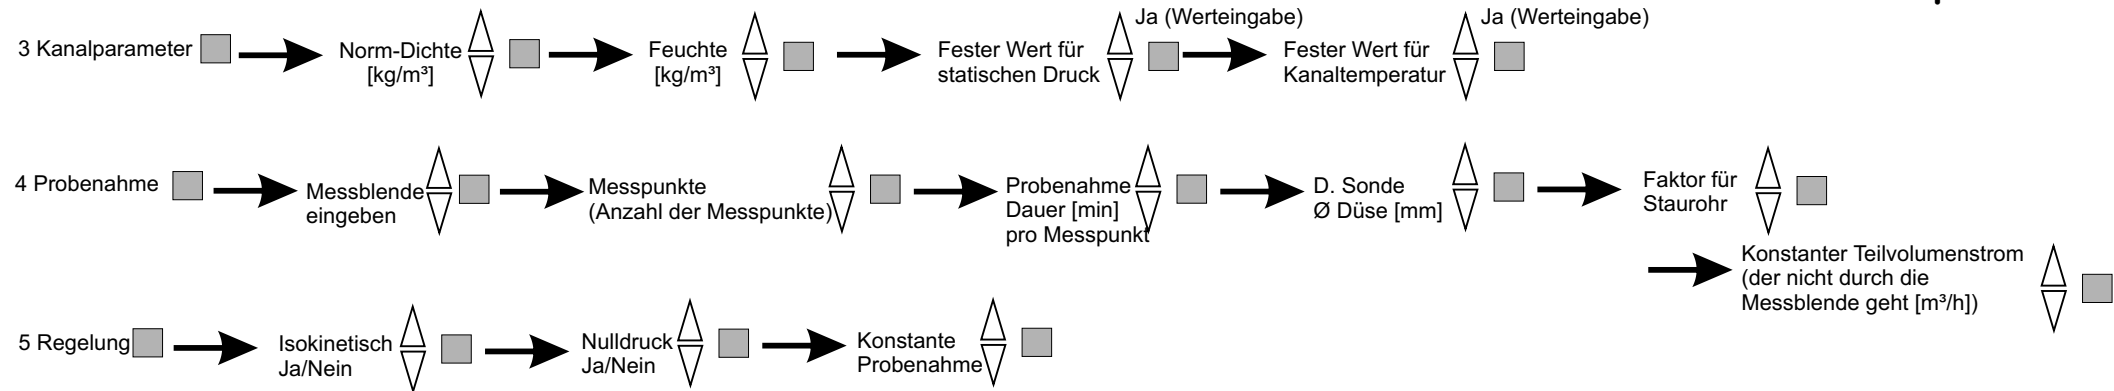 3 Kanalparameter
Norm-Dichte
[kg/m³]
Feuchte
[kg/m³]
Fester Wert für
statischen Druck
Ja (Werteingabe)
Fester Wert für
Kanaltemperatur
Ja (Werteingabe)
4 Probenahme
Messblende
eingeben
Messpunkte
(Anzahl der Messpunkte)
Probenahme
Dauer [min]
pro Messpunkt
D. Sonde
Ø Düse [mm]
Faktor für
Staurohr
Konstanter Teilvolumenstrom
(der nicht durch die
Messblende geht [m³/h])
5 Regelung
Isokinetisch
Ja/Nein
Nulldruck
Ja/Nein
Konstante
Probenahme